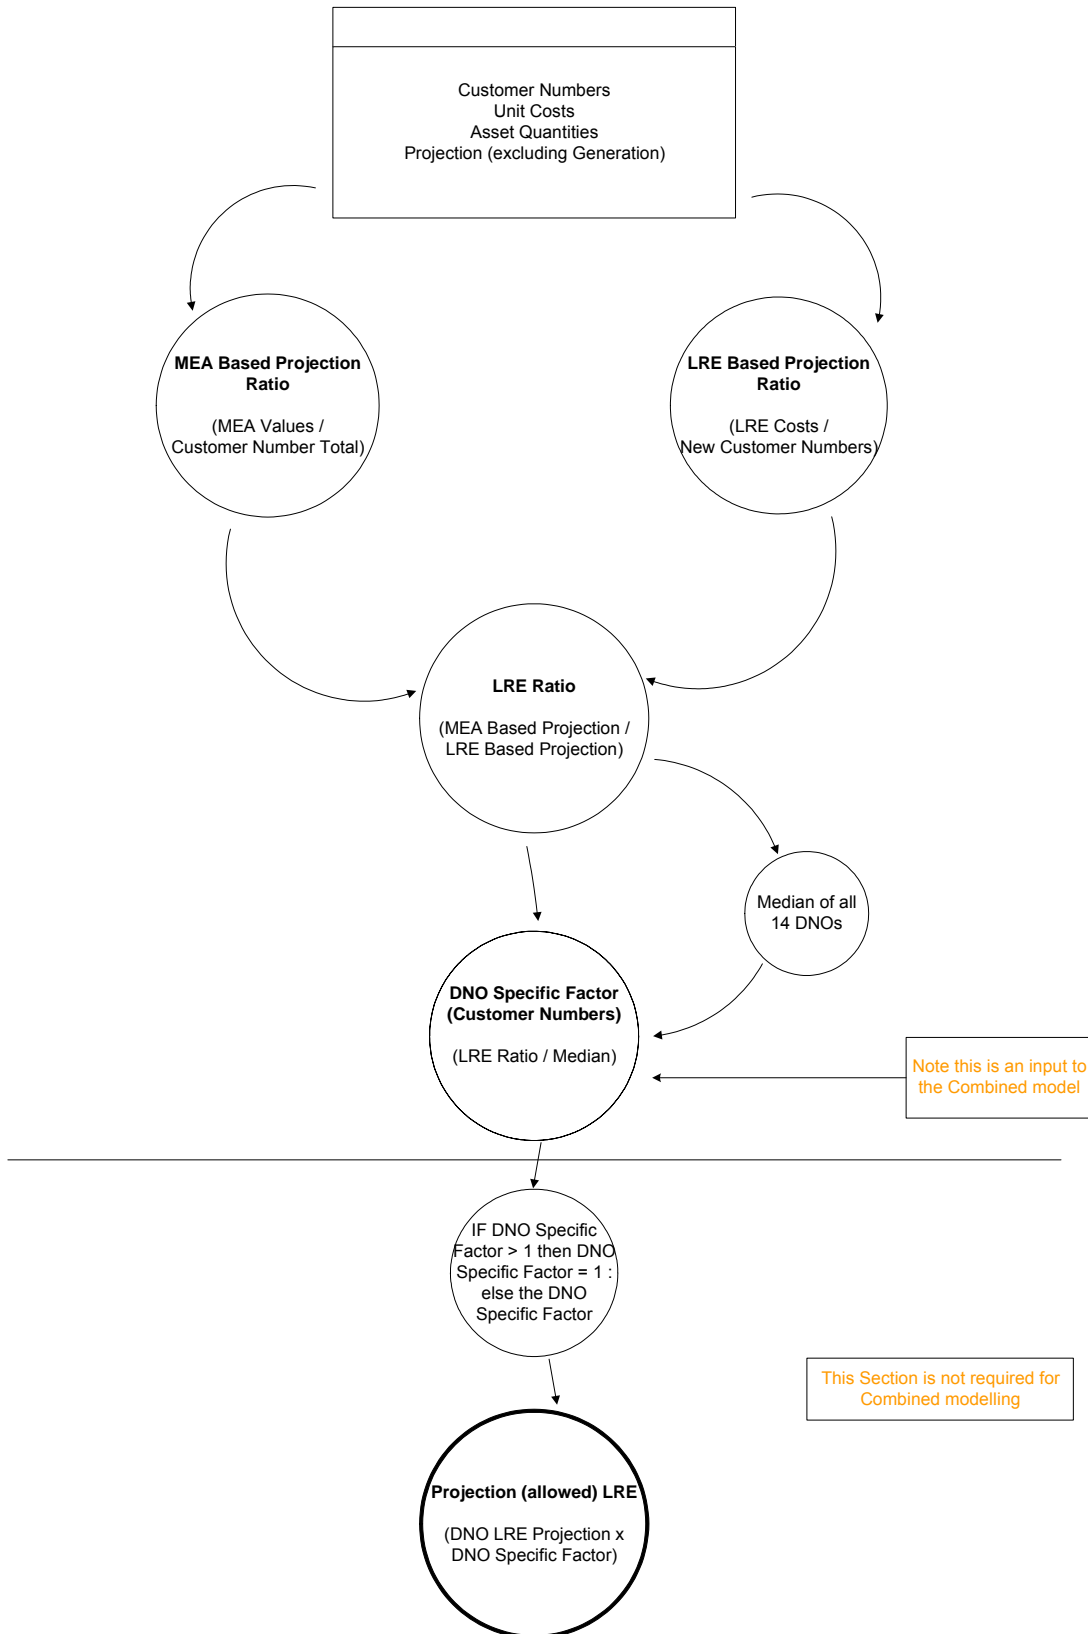 Customer Numbers
Unit Costs
Asset Quantities
Projection (excluding Generation)
MEA Based Projection
Ratio
(MEA Values /
Customer Number Total)
LRE Based Projection
Ratio
(LRE Costs /
New Customer Numbers)
LRE Ratio
(MEA Based Projection /
LRE Based Projection)
Median of all
14 DNOs
DNO Specific Factor
(Customer Numbers)
(LRE Ratio / Median)
Note this is an input to
the Combined model
IF DNO Specific
Factor > 1 then DNO
Specific Factor = 1 :
else the DNO
Specific Factor
This Section is not required for
Combined modelling
Projection (allowed) LRE
(DNO LRE Projection x
DNO Specific Factor)